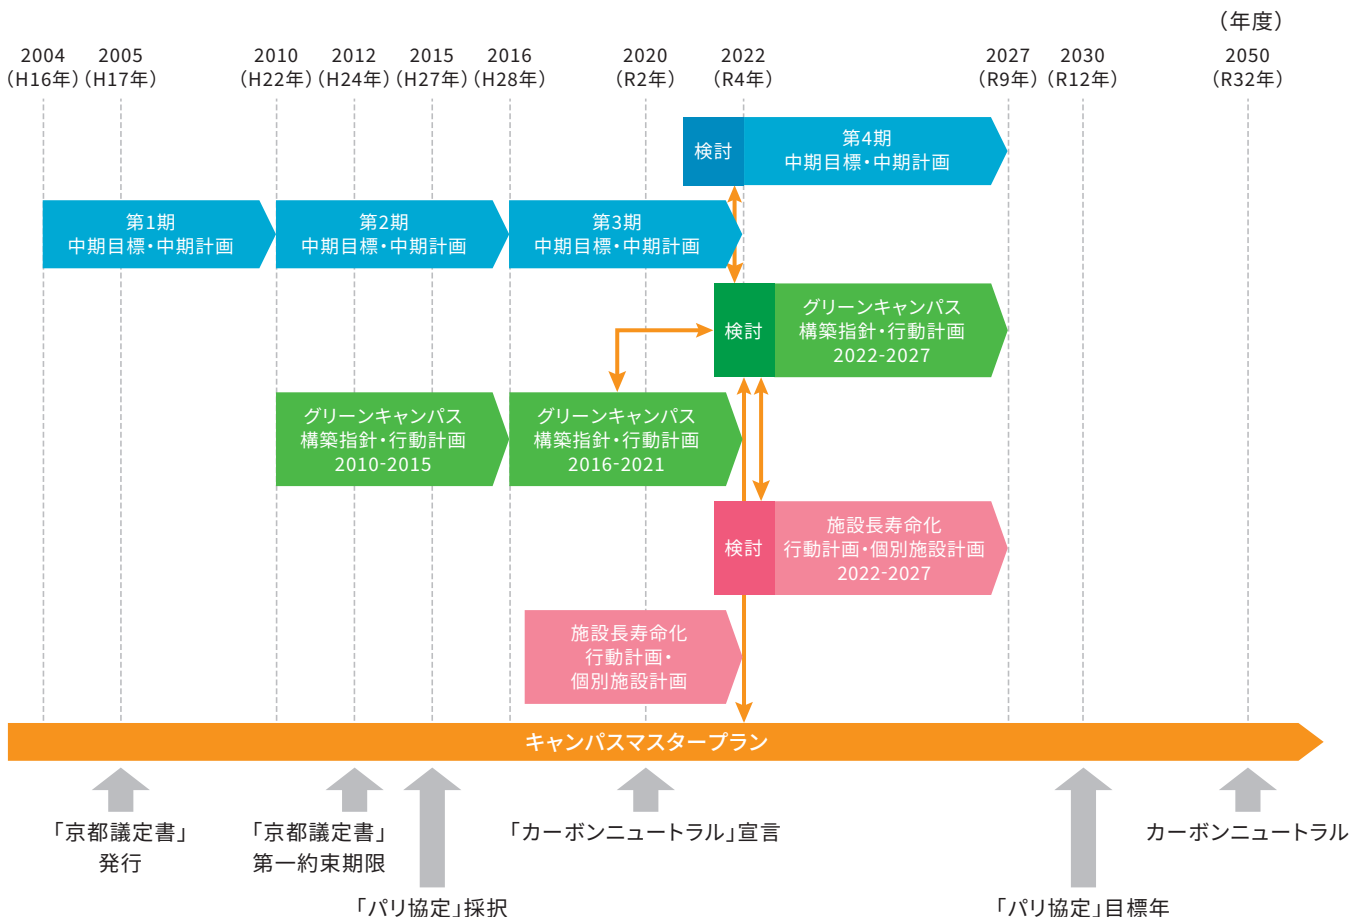 （年度）
2004
（H16年）
2005
（H17年）
2010
（H22年）
2012
（H24年）
2015
（H27年）
2016
（H28年）
2020
（R2年）
2022
（R4年）
2027
（R9年）
2030
（R12年）
2050
（R32年）
検討
第4期
中期目標・中期計画
第1期
中期目標・中期計画
第2期
中期目標・中期計画
第3期
中期目標・中期計画
検討
グリーンキャンパス
構築指針・行動計画
2022-2027
グリーンキャンパス
構築指針・行動計画
2010-2015
グリーンキャンパス
構築指針・行動計画
2016-2021
検討
施設長寿命化
行動計画・個別施設計画
2022-2027
施設長寿命化
行動計画・
個別施設計画
キャンパスマスタープラン
「京都議定書」
発行
「京都議定書」
第一約束期限
「パリ協定」採択
「カーボンニュートラル」宣言
「パリ協定」目標年
カーボンニュートラル